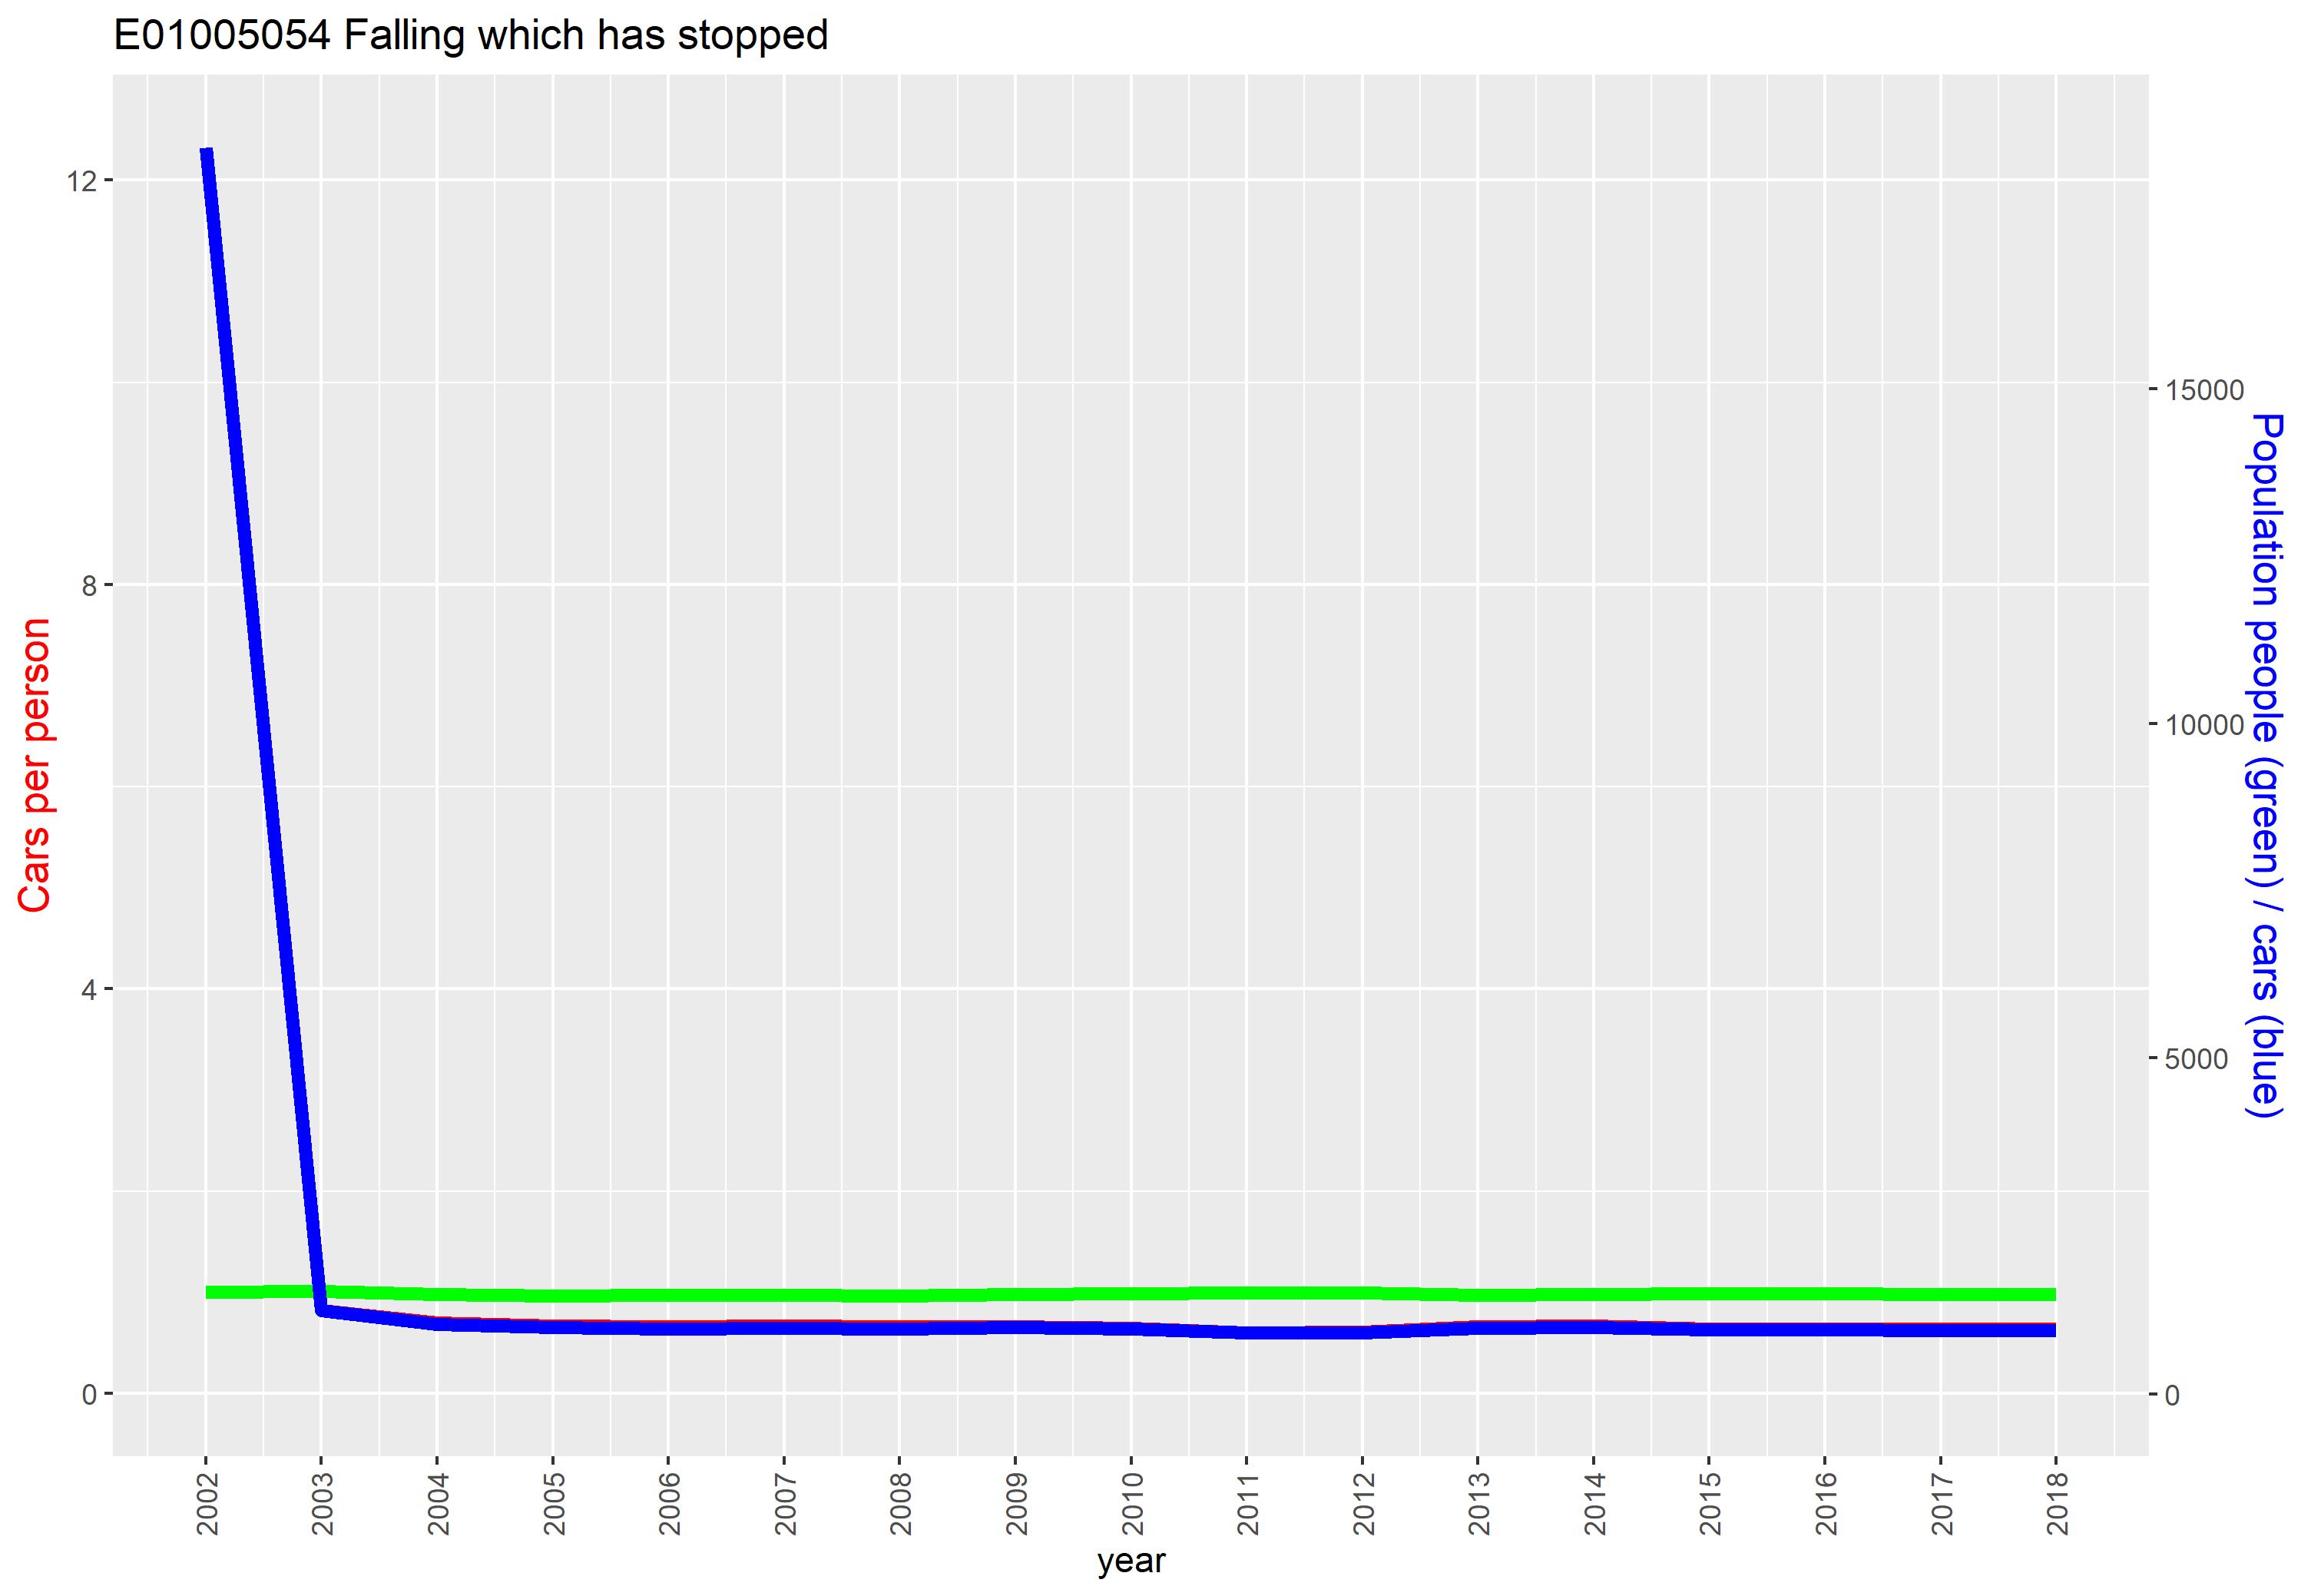 E01005054 Falling which has stopped
12
8
4
0
Cars per person
15000
10000
5000
0
Population people (green) / cars (blue)
2002 2003 2004 2005 2006 2007 2008 2009 2010 2011 2012 2013 2014 2015 2016 2017 2018
year